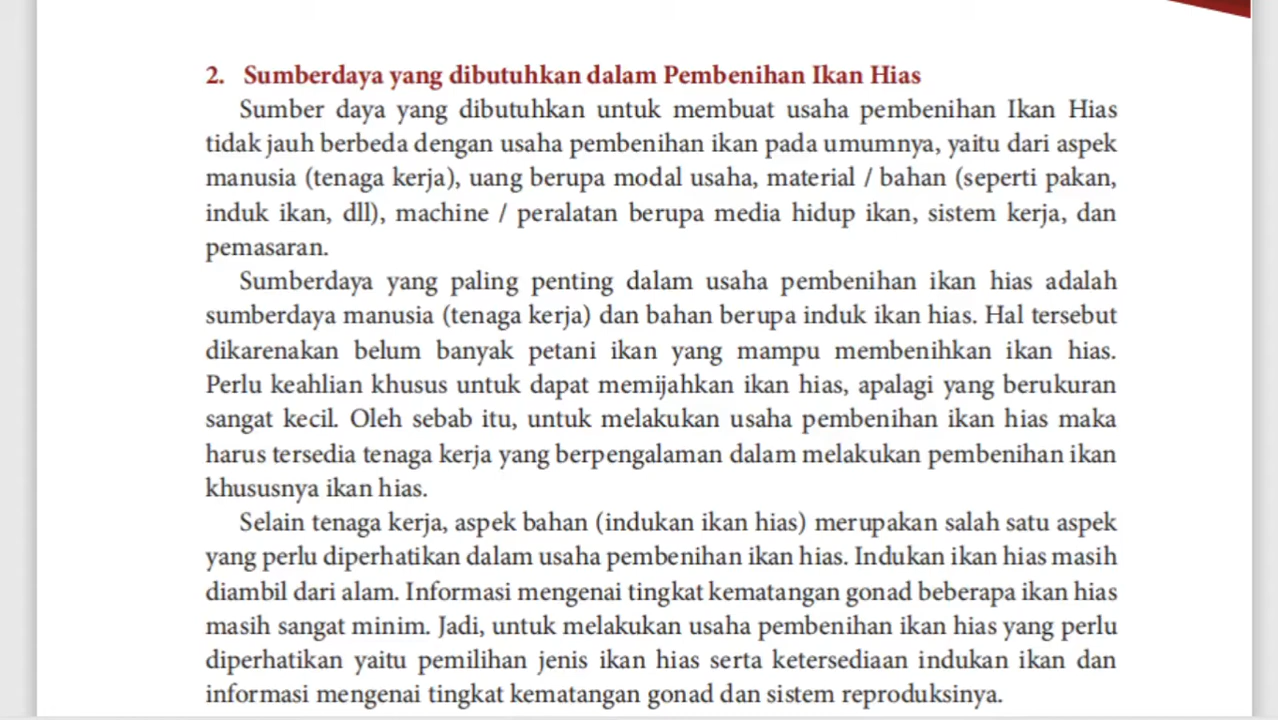 2. Sumberdaya yang dibutuhkan dalam Pembenihan Ikan Hias
Sumber daya yang dibutuhkan untuk membuat usaha pembenihan Ikan Hias
tidak jauh berbeda dengan usaha pembenihan ikan pada umumnya, yaitu dari aspek
manusia (tenaga kerja), uang berupa modal usaha, material / bahan (seperti pakan,
induk ikan, dll), machine / peralatan berupa media hidup ikan, sistem kerja, dan
pemasaran.
Sumberdaya yang paling penting dalam usaha pembenihan ikan hias adalah
sumberdaya manusia (tenaga kerja) dan bahan berupa induk ikan hias. Hal tersebut
dikarenakan belum banyak petani ikan yang mampu membenihkan ikan hias.
Perlu keahlian khusus untuk dapat memijahkan ikan hias, apalagi yang berukuran
sangat kecil. Oleh sebab itu, untuk melakukan usaha pembenihan ikan hias maka
harus tersedia tenaga kerja yang berpengalaman dalam melakukan pembenihan ikan
khususnya ikan hias.
Selain tenaga kerja, aspek bahan (indukan ikan hias) merupakan salah satu aspek
yang perlu diperhatikan dalam usaha pembenihan ikan hias. Indukan ikan hias masih
diambil dari alam. Informasi mengenai tingkat kematangan gonad beberapa ikan hias
masih sangat minim. Jadi, untuk melakukan usaha pembenihan ikan hias yang perlu
diperhatikan yaitu pemilihan jenis ikan hias serta ketersediaan indukan ikan dan
informasi mengenai tingkat kematangan gonad dan sistem reproduksinya.